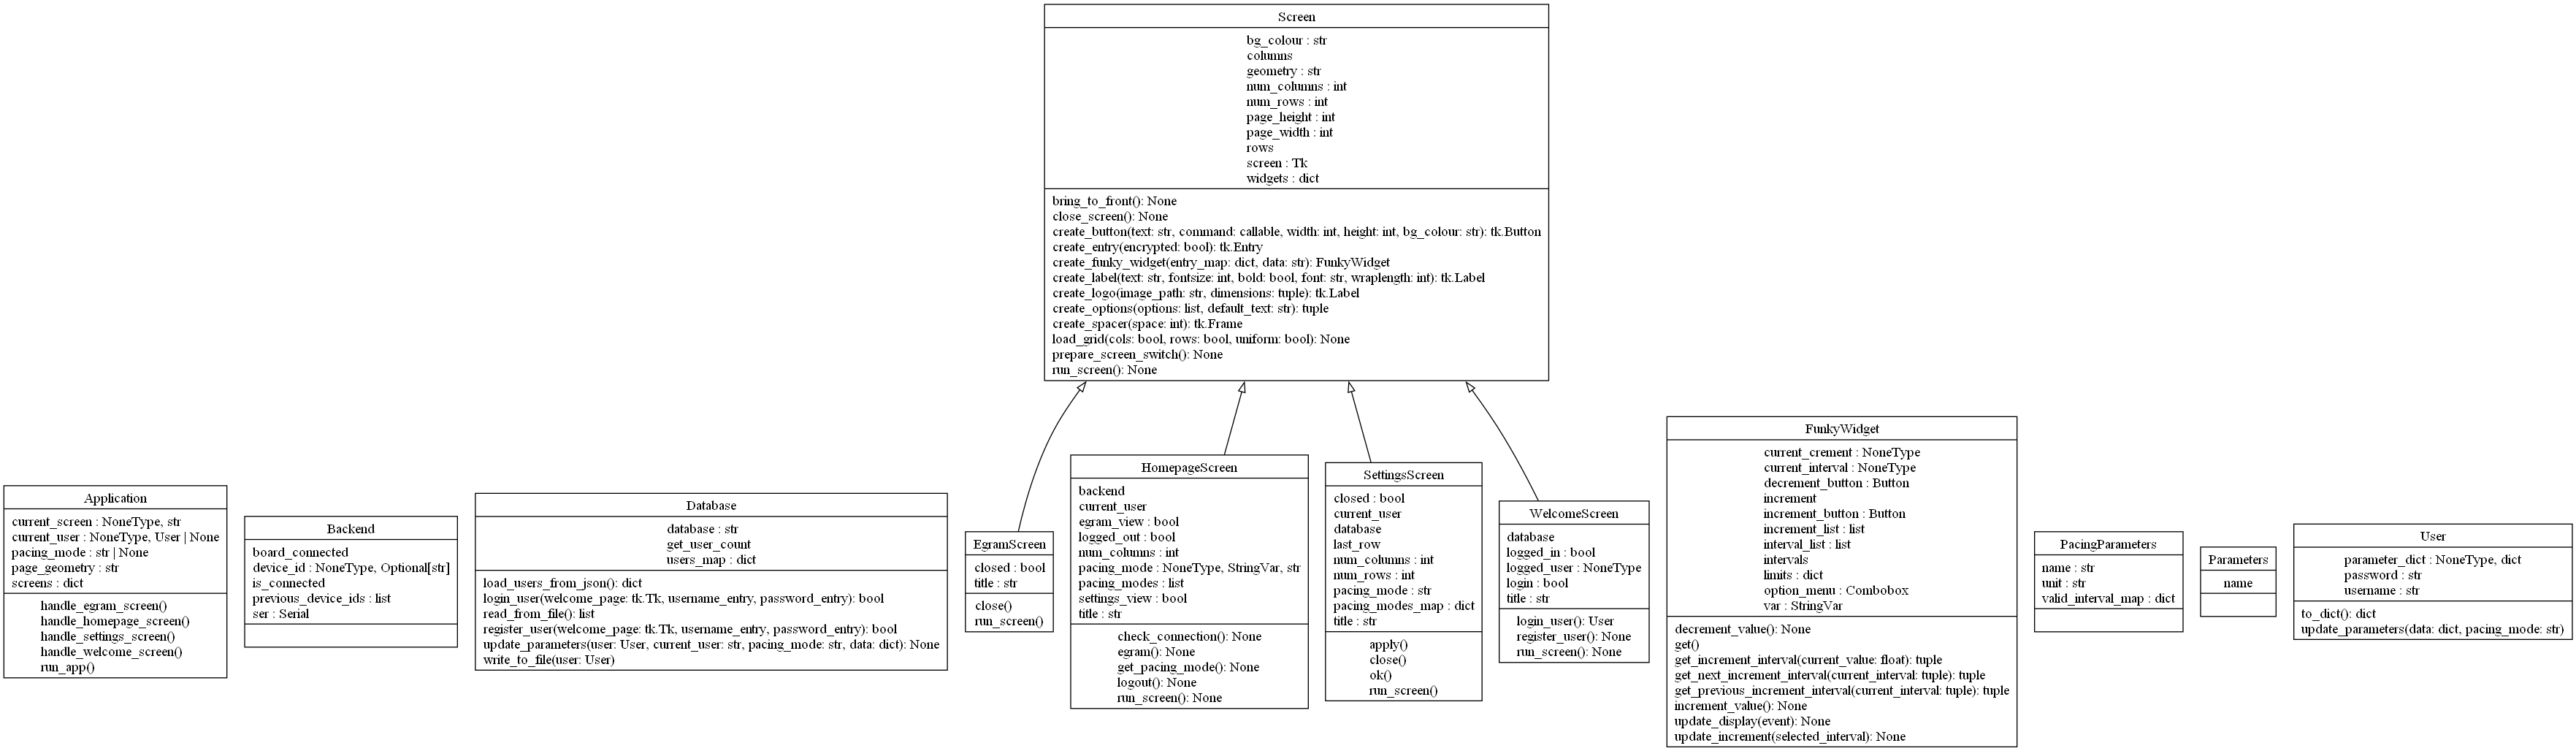 Screen
bg_colour : str
columns
geometry : str
num_columns : int
num_rows : int
page_height : int
page_width : int
rows
screen : Tk
widgets : dict
bring_to_front(): None
close_screen(): None
create_button(text: str, command: callable, width: int, height: int, bg_colour: str): tk.Button
create_entry(encrypted: bool): tk.Entry
create_funky_widget(entry_map: dict, data: str): FunkyWidget
create_label(text: str, fontsize: int, bold: bool, font: str, wraplength: int): tk.Label
create_logo(image_path: str, dimensions: tuple): tk.Label
create_options(options: list, default_text: str): tuple
create_spacer(space: int): tk.Frame
load_grid(cols: bool, rows: bool, uniform: bool): None
prepare_screen_switch(): None
run_screen(): None
Application
current_screen : NoneType, str
current_user : NoneType, User | None
pacing_mode : str | None
page_geometry : str
screens : dict
handle_egram_screen()
handle_homepage_screen()
handle_settings_screen()
handle_welcome_screen()
run_app()
Backend
board_connected
device_id : NoneType, Optional[str]
is_connected
previous_device_ids : list
ser : Serial
Database
database : str
get_user_count
users_map : dict
load_users_from_json(): dict
login_user(welcome_page: tk.Tk, username_entry, password_entry): bool
read_from_file(): list
register_user(welcome_page: tk.Tk, username_entry, password_entry): bool
update_parameters(user: User, current_user: str, pacing_mode: str, data: dict): None
write_to_file(user: User)
EgramScreen
closed : bool
title : str
close()
run_screen()
HomepageScreen
backend
current_user
egram_view : bool
logged_out : bool
num_columns : int
pacing_mode : NoneType, StringVar, str
pacing_modes : list
settings_view : bool
title : str
check_connection(): None
egram(): None
get_pacing_mode(): None
logout(): None
run_screen(): None
SettingsScreen
closed : bool
current_user
database
last_row
num_columns : int
num_rows : int
pacing_mode : str
pacing_modes_map : dict
title : str
apply()
close()
ok()
run_screen()
WelcomeScreen
database
logged_in : bool
logged_user : NoneType
login : bool
title : str
login_user(): User
register_user(): None
run_screen(): None
FunkyWidget
current_crement : NoneType
current_interval : NoneType
decrement_button : Button
increment
increment_button : Button
increment_list : list
interval_list : list
intervals
limits : dict
option_menu : Combobox
var : StringVar
decrement_value(): None
get()
get_increment_interval(current_value: float): tuple
get_next_increment_interval(current_interval: tuple): tuple
get_previous_increment_interval(current_interval: tuple): tuple
increment_value(): None
update_display(event): None
update_increment(selected_interval): None
PacingParameters
name : str
unit : str
valid_interval_map : dict
Parameters
name
User
parameter_dict : NoneType, dict
password : str
username : str
to_dict(): dict
update_parameters(data: dict, pacing_mode: str)